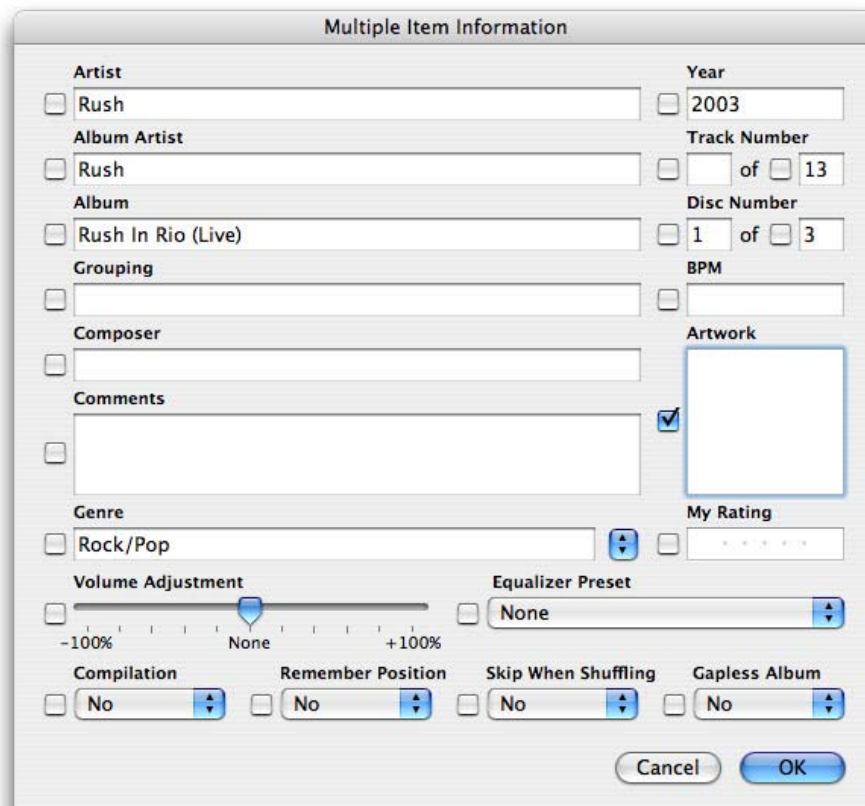 Multiple Item Information
Artist Year
Rush 2003
Album Artist Track Number
Rush of 13
Album Disc Number
Rush In Rio (Live) 1 of 3
Grouping BPM
Composer Artwork
Comments
Genre My Rating
Rock/Pop
Volume Adjustment Equalizer Preset
None
-100% None +100%
Compilation Remember Position Skip When Shuffling Gapless Album
No No No No
Cancel OK